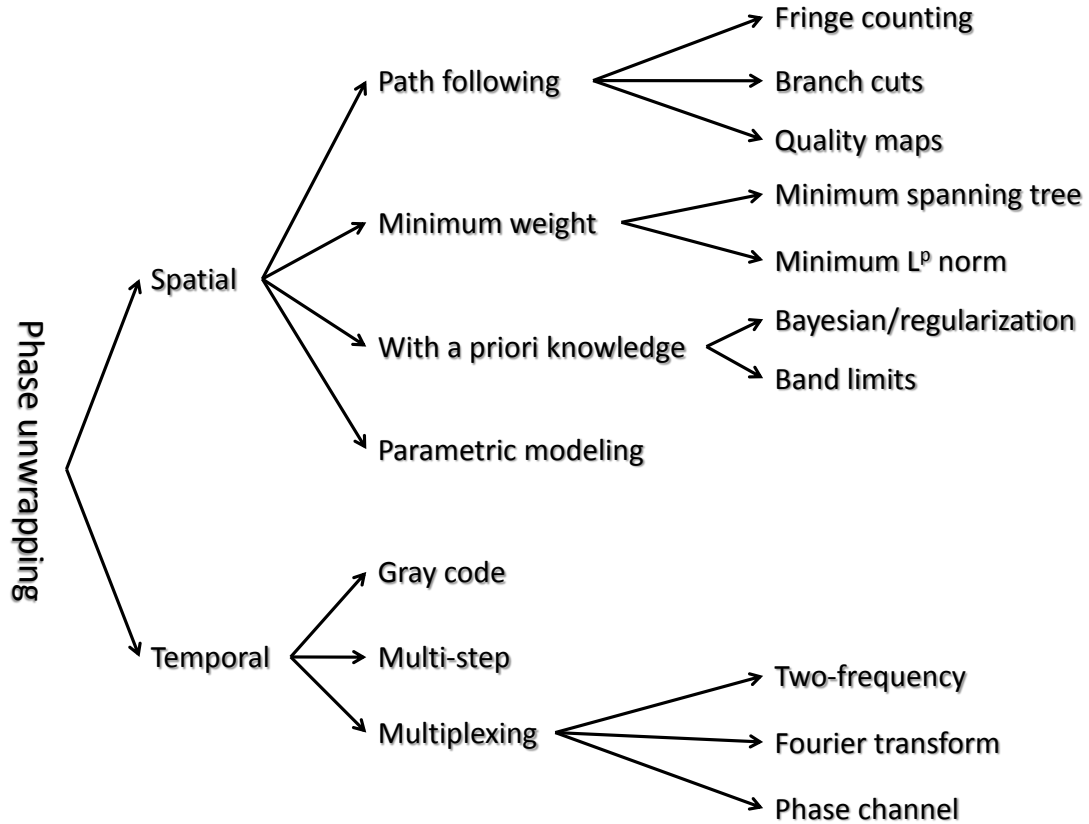 Phase unwrapping
Spatial
Path following
Fringe counting
Branch cuts
Quality maps
Minimum weight
Minimum spanning tree
Minimum Lᵖ norm
With a priori knowledge
Bayesian/regularization
Band limits
Parametric modeling
Temporal
Gray code
Multi-step
Multiplexing
Two-frequency
Fourier transform
Phase channel